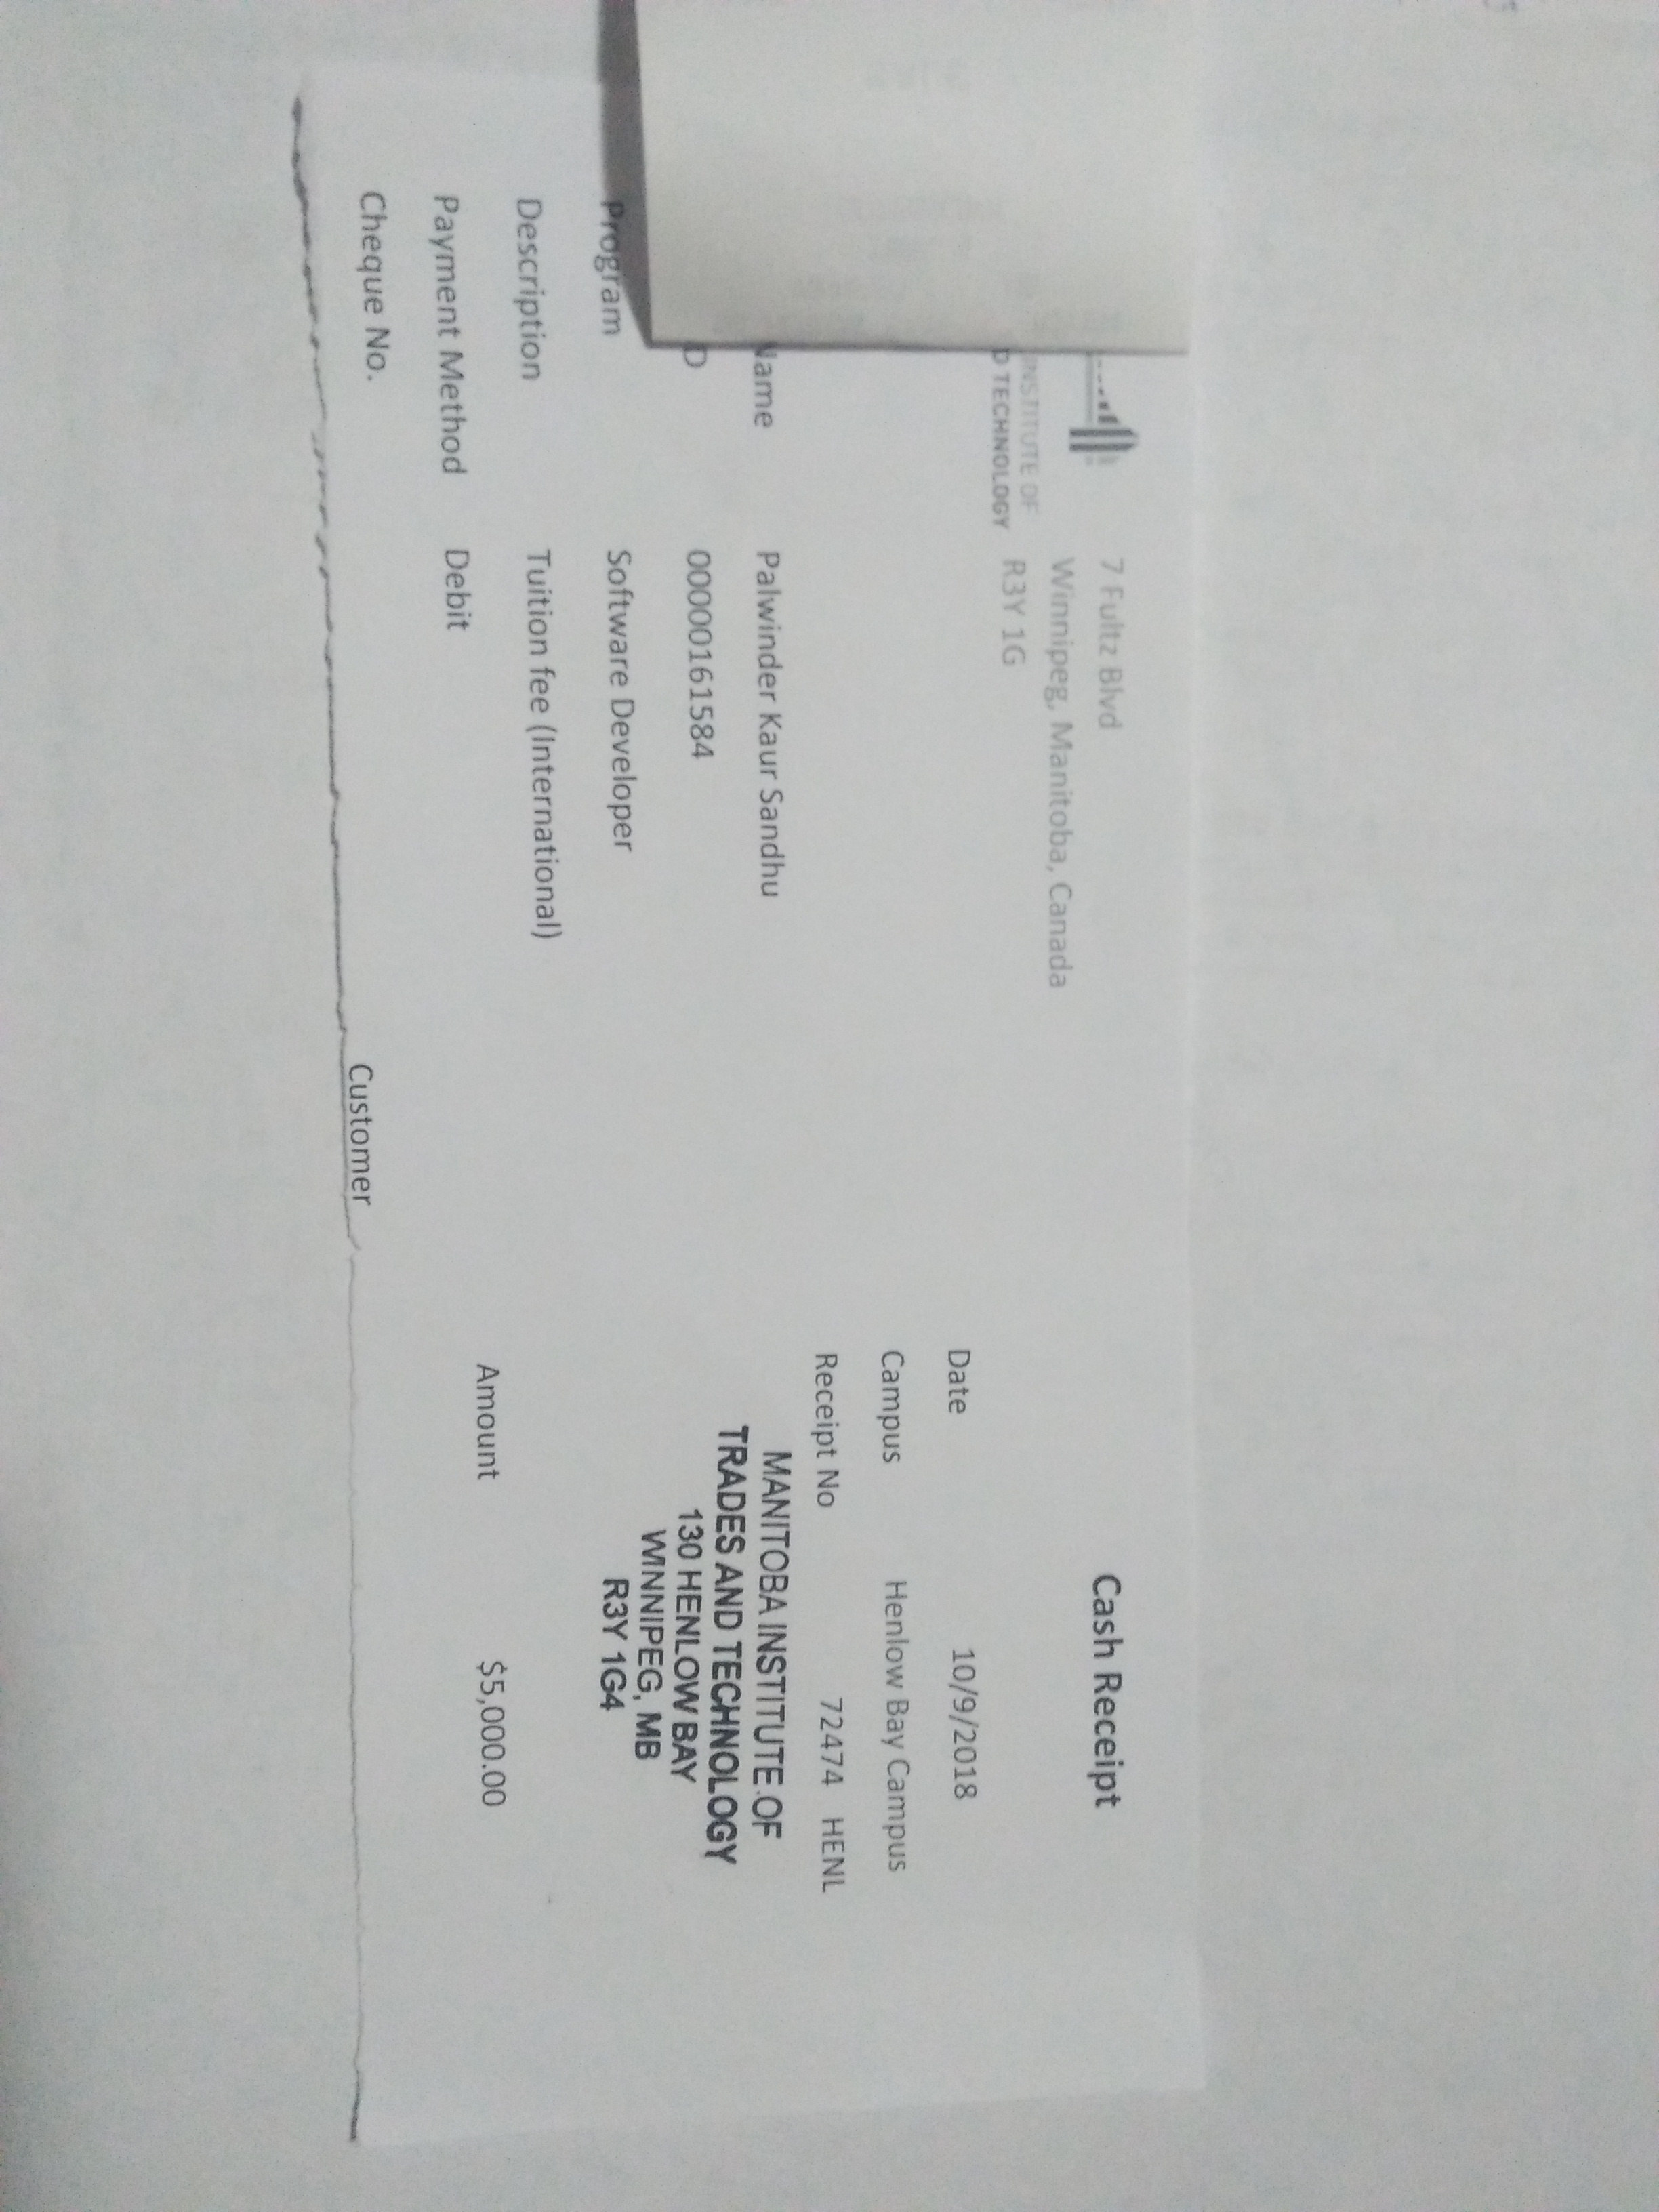 Cash Receipt
7 Fultz Blvd
Winnipeg, Manitoba, Canada
R3Y 1G
INSTITUTE OF
D TECHNOLOGY
Date 10/9/2018
Campus Henlow Bay Campus
Receipt No 72474 HENL
Name Palwinder Kaur Sandhu
D 0000161584
Program Software Developer
Description Tuition fee (International)
Payment Method Debit
Cheque No.
MANITOBA INSTITUTE OF
TRADES AND TECHNOLOGY
130 HENLOW BAY
WINNIPEG, MB
R3Y 1G4
Amount $5,000.00
Customer